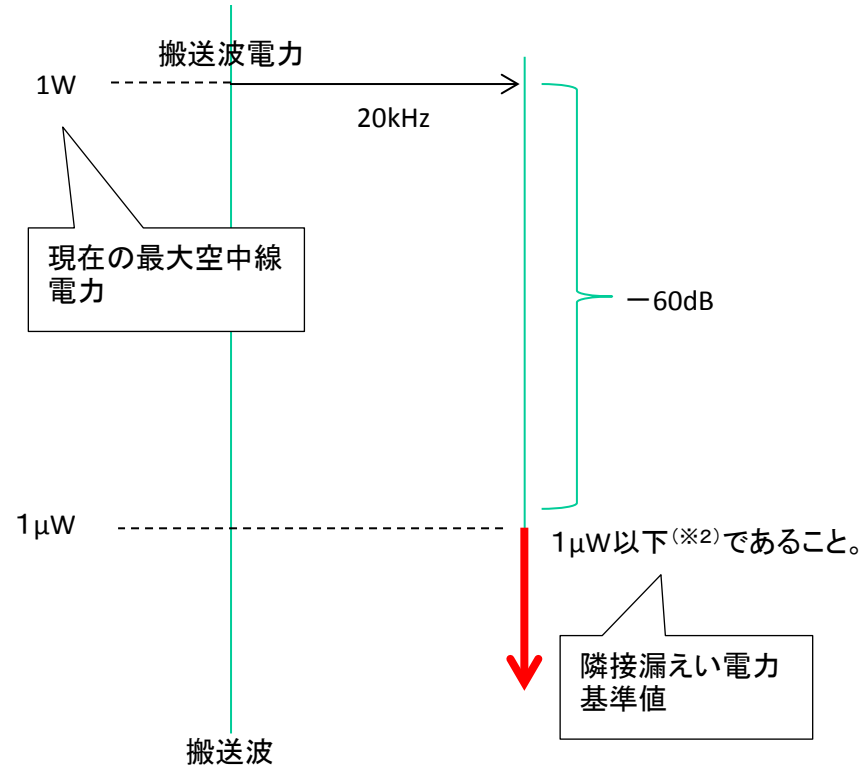 搬送波電力
1W
20kHz
現在の最大空中線
電力
－60dB
1μW
1μW以下(※2)であること。
隣接漏えい電力
基準値
搬送波